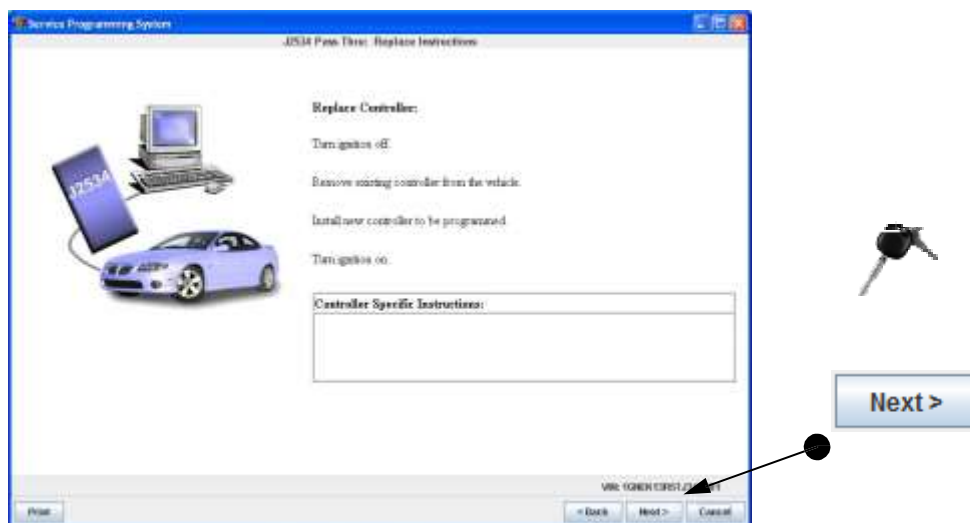 Service Programming System
J2534 Pass Thru: Replace Instructions
Replace Controller:
Turn ignition off.
Remove existing controller from the vehicle.
J2534
Install new controller to be programmed.
Turn ignition on.
Controller Specific Instructions:
Next >
VIN:
Print
< Back
Next >
Cancel